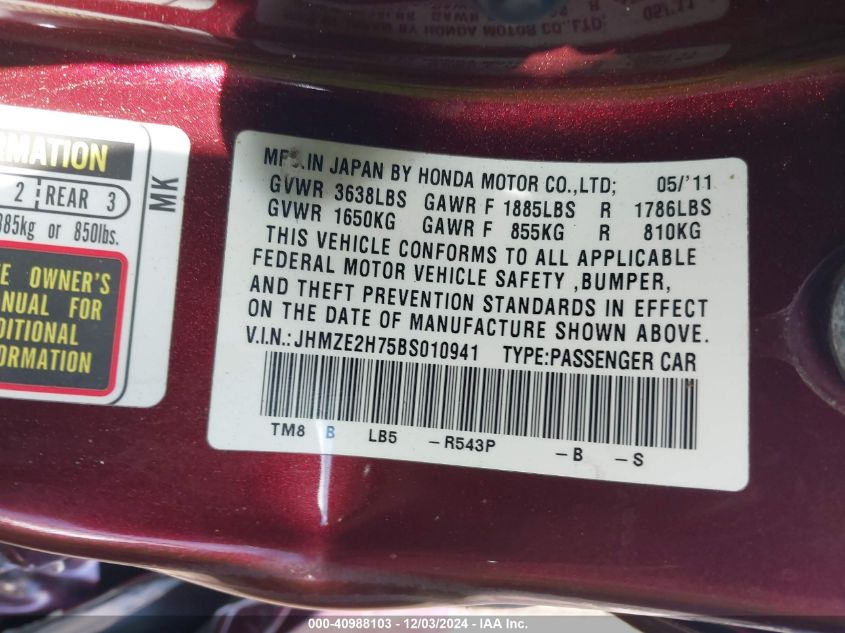 RMATION
2 REAR 3
385kg or 850lbs.
MK
E OWNER'S
NUAL FOR
DITIONAL
FORMATION
MFD.IN JAPAN BY HONDA MOTOR CO.,LTD; 05/'11
GVWR 3638LBS GAWR F 1885LBS R 1786LBS
GVWR 1650KG GAWR F 855KG R 810KG
THIS VEHICLE CONFORMS TO ALL APPLICABLE
FEDERAL MOTOR VEHICLE SAFETY ,BUMPER,
AND THEFT PREVENTION STANDARDS IN EFFECT
ON THE DATE OF MANUFACTURE SHOWN ABOVE.
V.I.N.:JHMZE2H75BS010941 TYPE:PASSENGER CAR
TM8 B LB5 -R543P -B -S
000-40988103 - 12/03/2024 - IAA Inc.